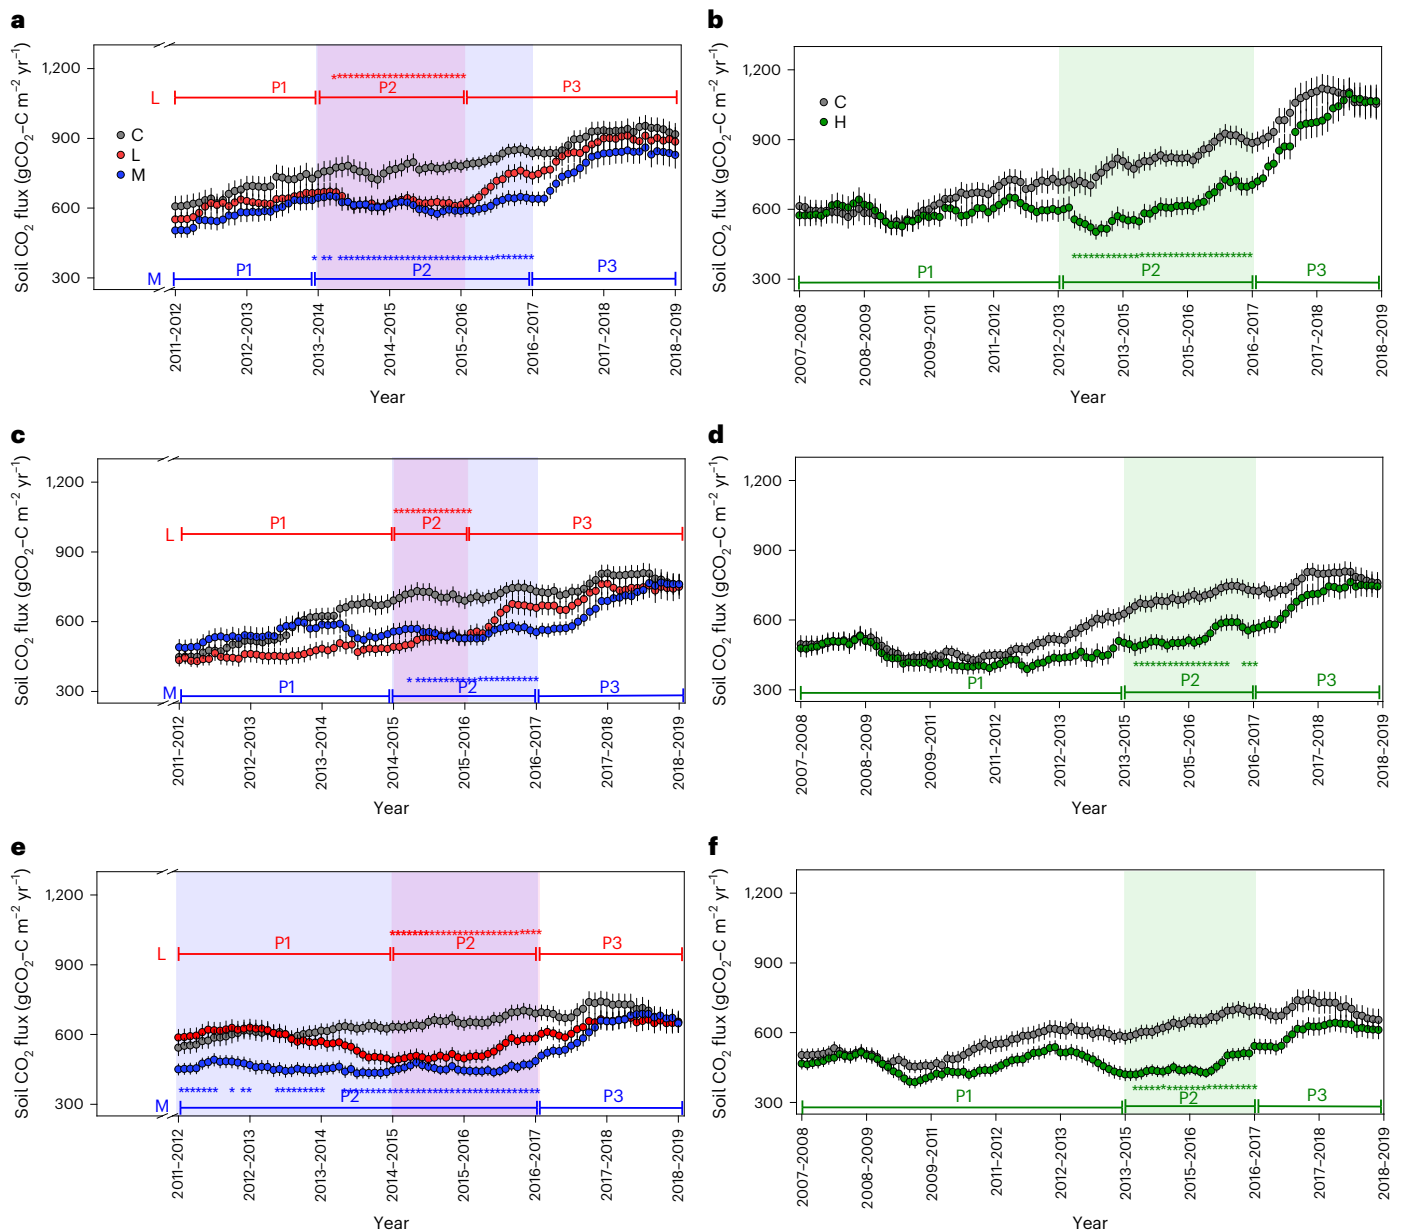 a
Soil CO₂ flux (gCO₂–C m⁻² yr⁻¹)
1,200
900
600
300
L
P1
P2
P3
*************************
C
L
M
* ** ***********************************
M
P1
P2
P3
2011–2012
2012–2013
2013–2014
2014–2015
2015–2016
2016–2017
2017–2018
2018–2019
Year
b
Soil CO₂ flux (gCO₂–C m⁻² yr⁻¹)
1,200
900
600
300
C
H
P1
P2
P3
2007–2008
2008–2009
2009–2011
2011–2012
2012–2013
2013–2015
2015–2016
2016–2017
2017–2018
2018–2019
Year
c
Soil CO₂ flux (gCO₂–C m⁻² yr⁻¹)
1,200
900
600
300
L
P1
P2
P3
M
P1
P2
P3
2011–2012
2012–2013
2013–2014
2014–2015
2015–2016
2016–2017
2017–2018
2018–2019
Year
d
Soil CO₂ flux (gCO₂–C m⁻² yr⁻¹)
1,200
900
600
300
P1
P2
P3
2007–2008
2008–2009
2009–2011
2011–2012
2012–2013
2013–2015
2015–2016
2016–2017
2017–2018
2018–2019
Year
e
Soil CO₂ flux (gCO₂–C m⁻² yr⁻¹)
1,200
900
600
300
L
P1
P2
P3
M
P2
P3
2011–2012
2012–2013
2013–2014
2014–2015
2015–2016
2016–2017
2017–2018
2018–2019
Year
f
Soil CO₂ flux (gCO₂–C m⁻² yr⁻¹)
1,200
900
600
300
P1
P2
P3
2007–2008
2008–2009
2009–2011
2011–2012
2012–2013
2013–2015
2015–2016
2016–2017
2017–2018
2018–2019
Year